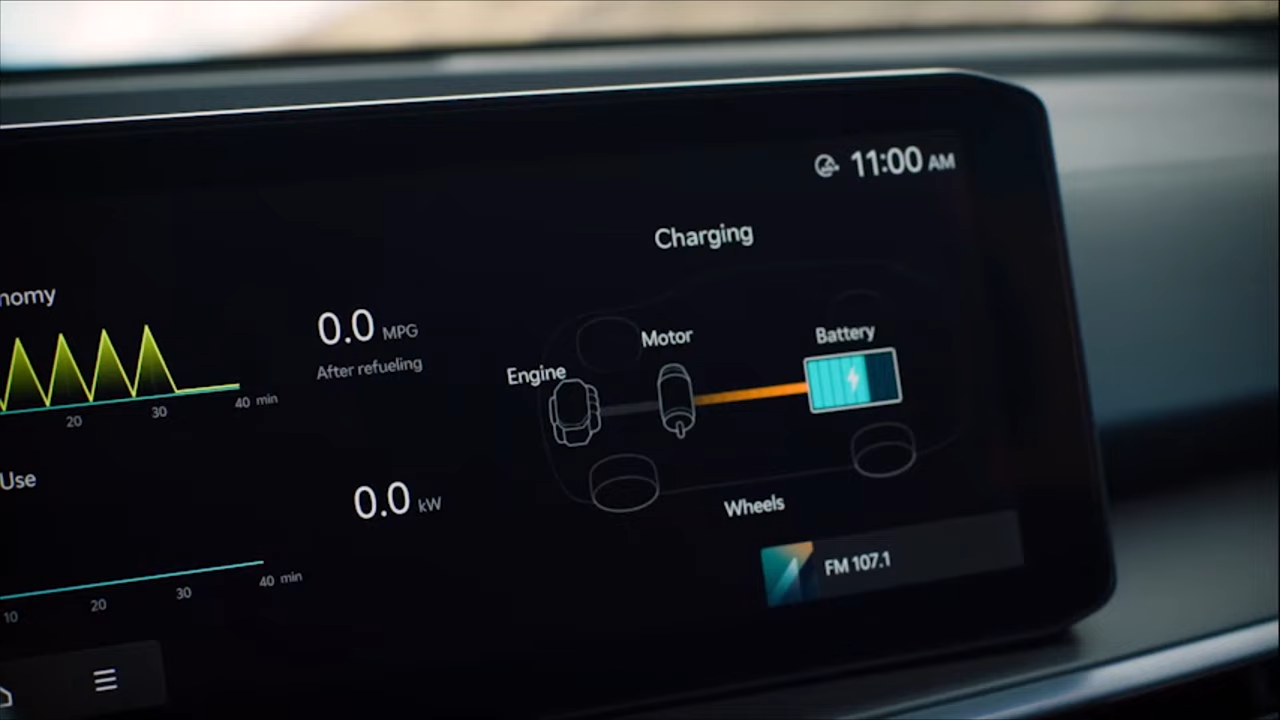 11:00 AM
Charging
nomy
0.0 MPG
After refueling
20 30 40 min
Engine
Motor
Battery
Use
0.0 kW
Wheels
FM 107.1
10 20 30 40 min